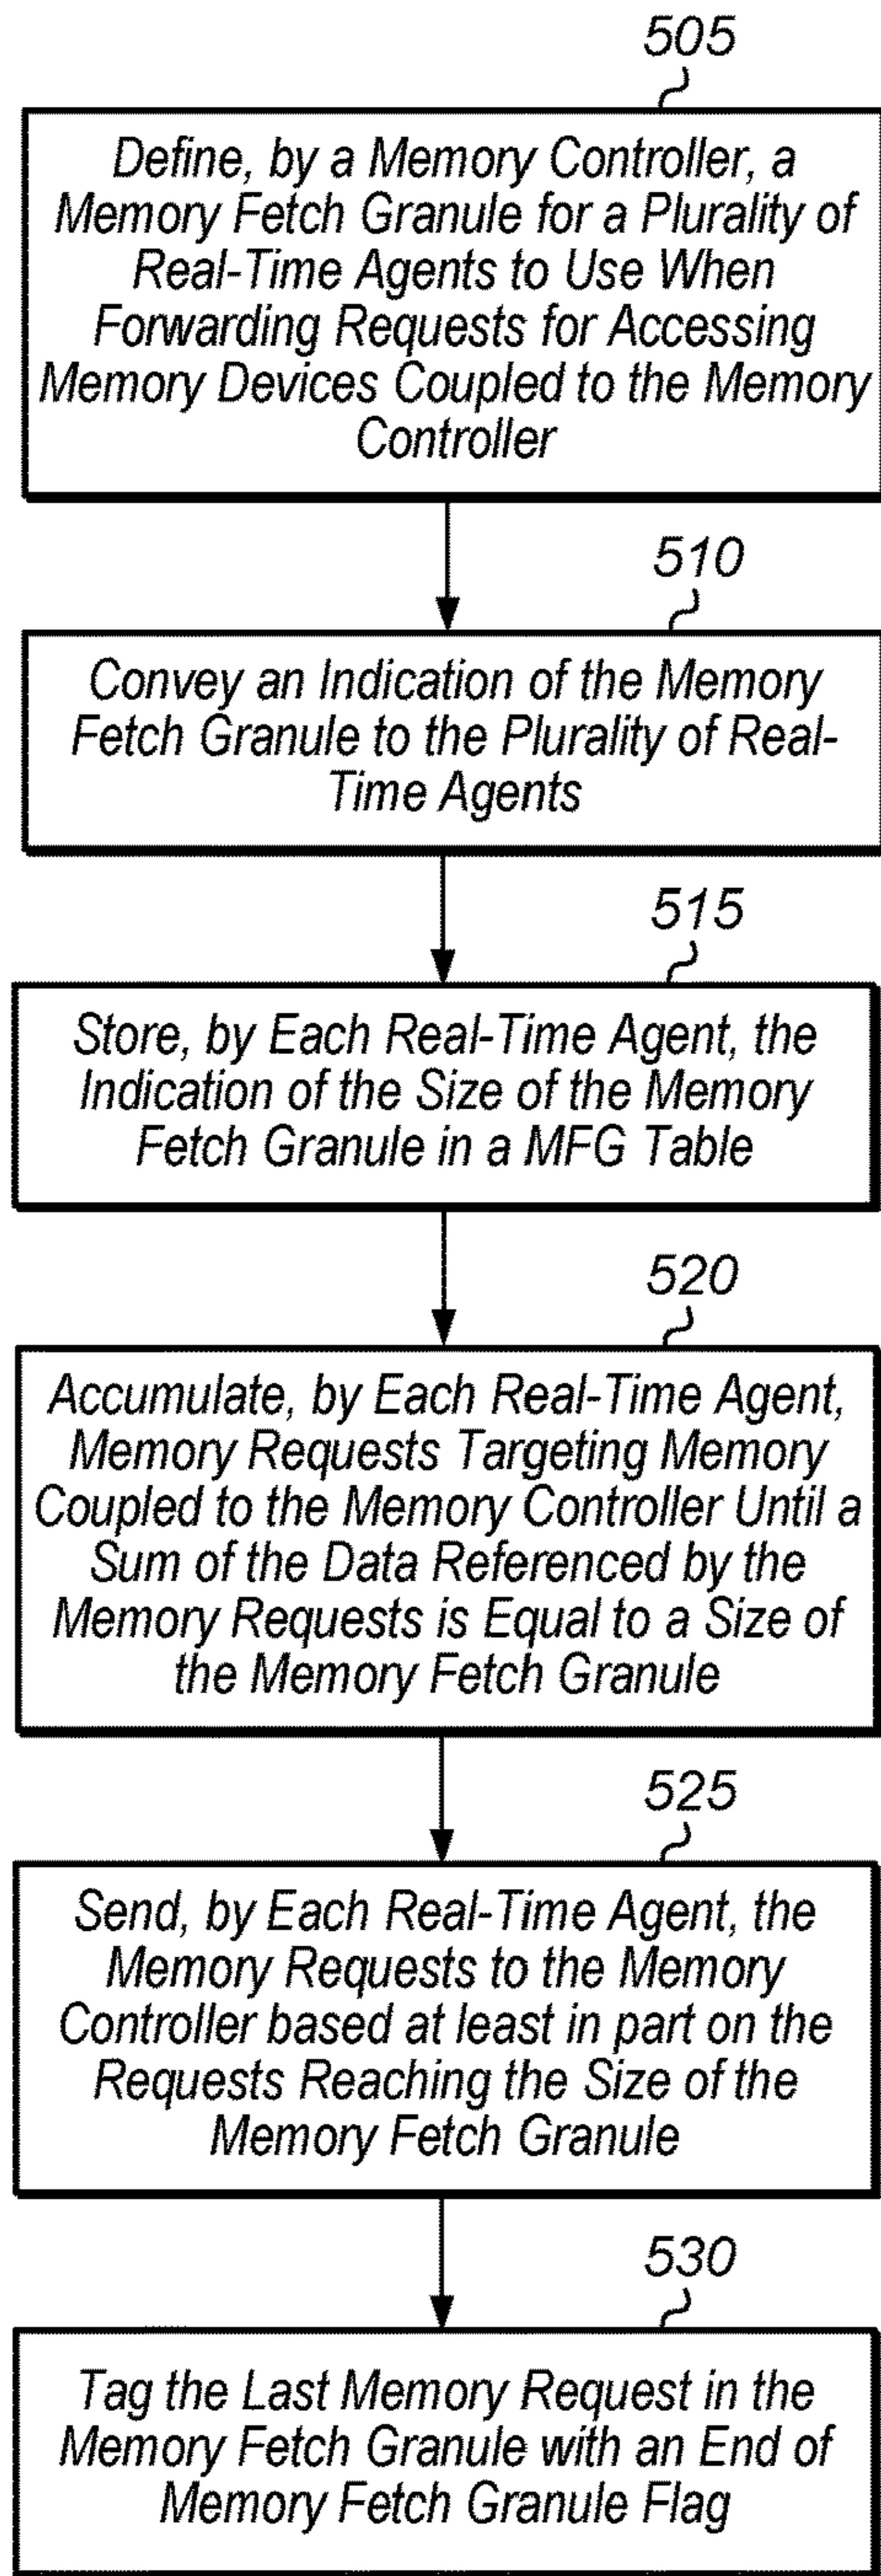 505
Define, by a Memory Controller, a
Memory Fetch Granule for a Plurality of
Real-Time Agents to Use When
Forwarding Requests for Accessing
Memory Devices Coupled to the Memory
Controller
510
Convey an Indication of the Memory
Fetch Granule to the Plurality of Real-
Time Agents
515
Store, by Each Real-Time Agent, the
Indication of the Size of the Memory
Fetch Granule in a MFG Table
520
Accumulate, by Each Real-Time Agent,
Memory Requests Targeting Memory
Coupled to the Memory Controller Until a
Sum of the Data Referenced by the
Memory Requests is Equal to a Size of
the Memory Fetch Granule
525
Send, by Each Real-Time Agent, the
Memory Requests to the Memory
Controller based at least in part on the
Requests Reaching the Size of the
Memory Fetch Granule
530
Tag the Last Memory Request in the
Memory Fetch Granule with an End of
Memory Fetch Granule Flag